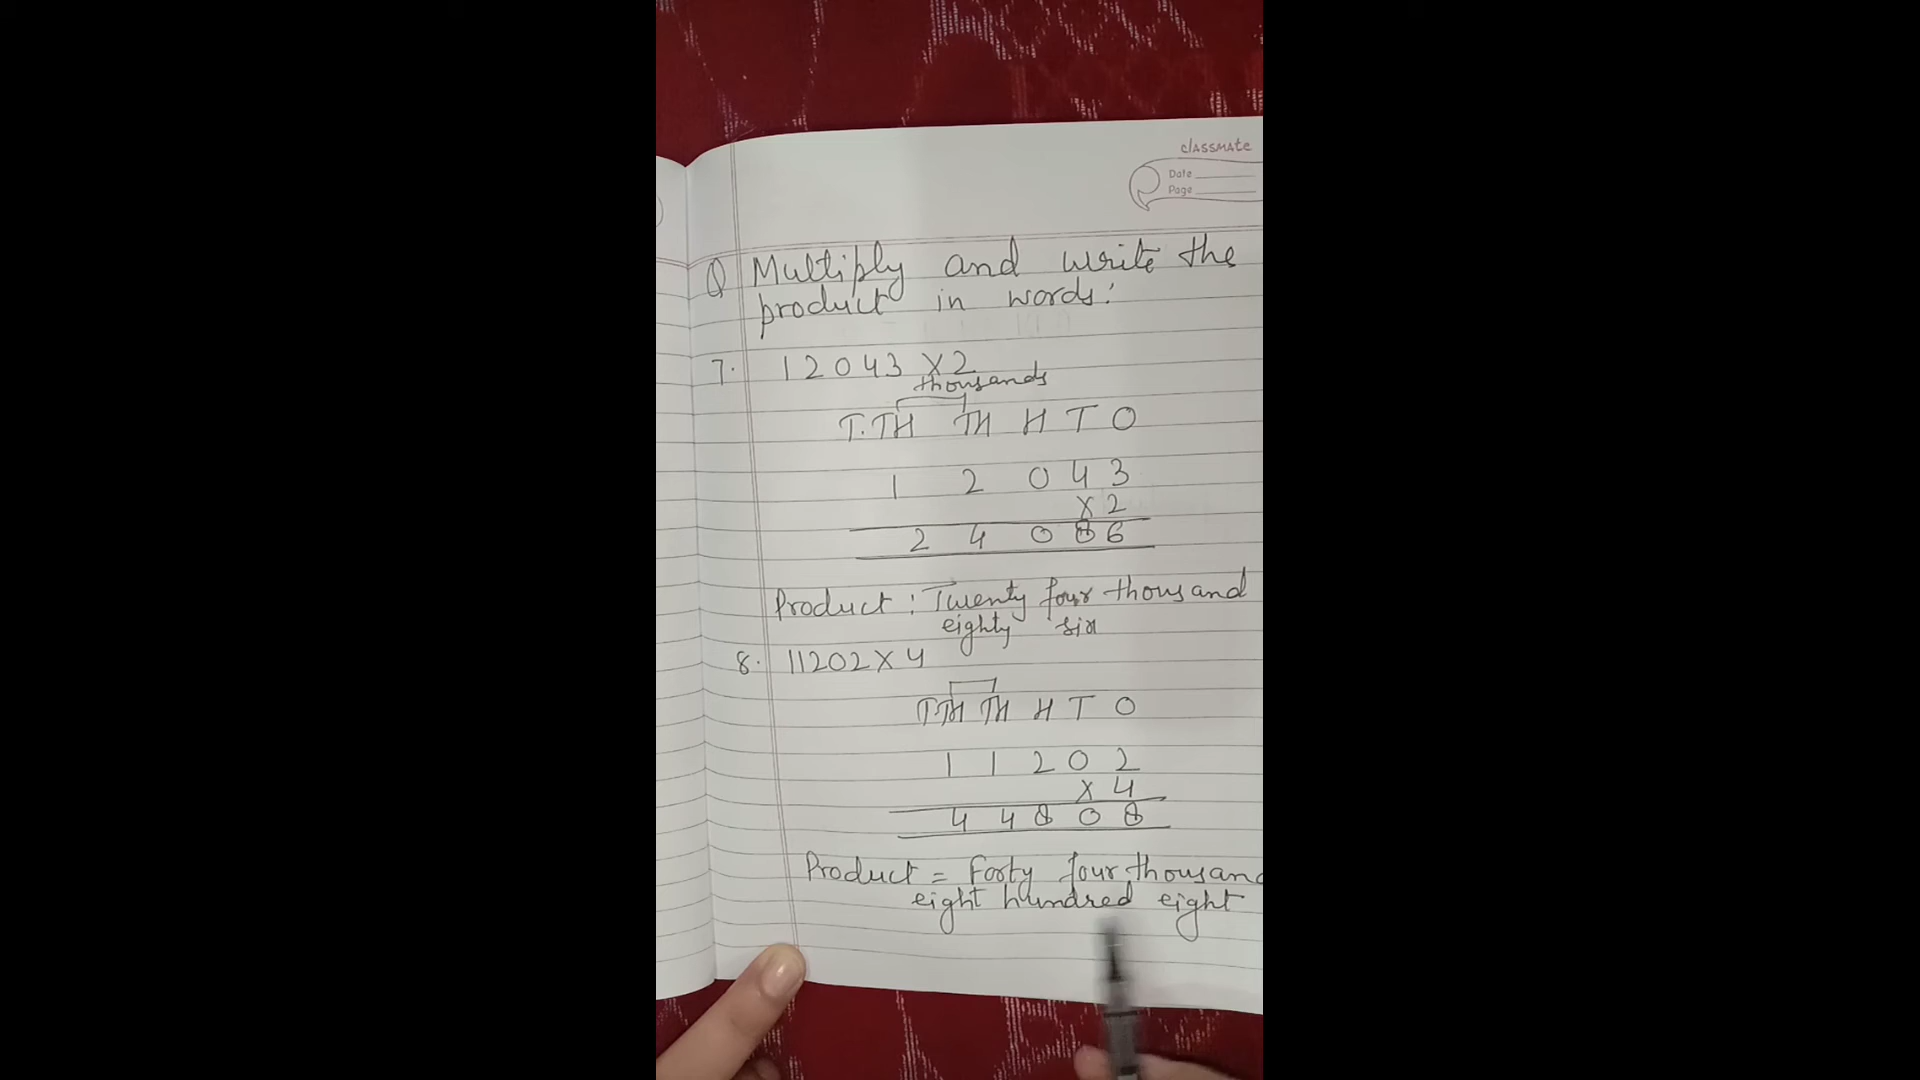 classmate
Date
Page
Q Multiply and write the
product in words:
7. 12043 X 2
thousands
T.TH TH H T O
1 2 0 4 3
X 2
2 4 0 8 6
Product : Twenty four thousand
eighty six
8. 11202 X 4
T.TH TH H T O
1 1 2 0 2
X 4
4 4 8 0 8
Product = Forty four thousand
eight hundred eight